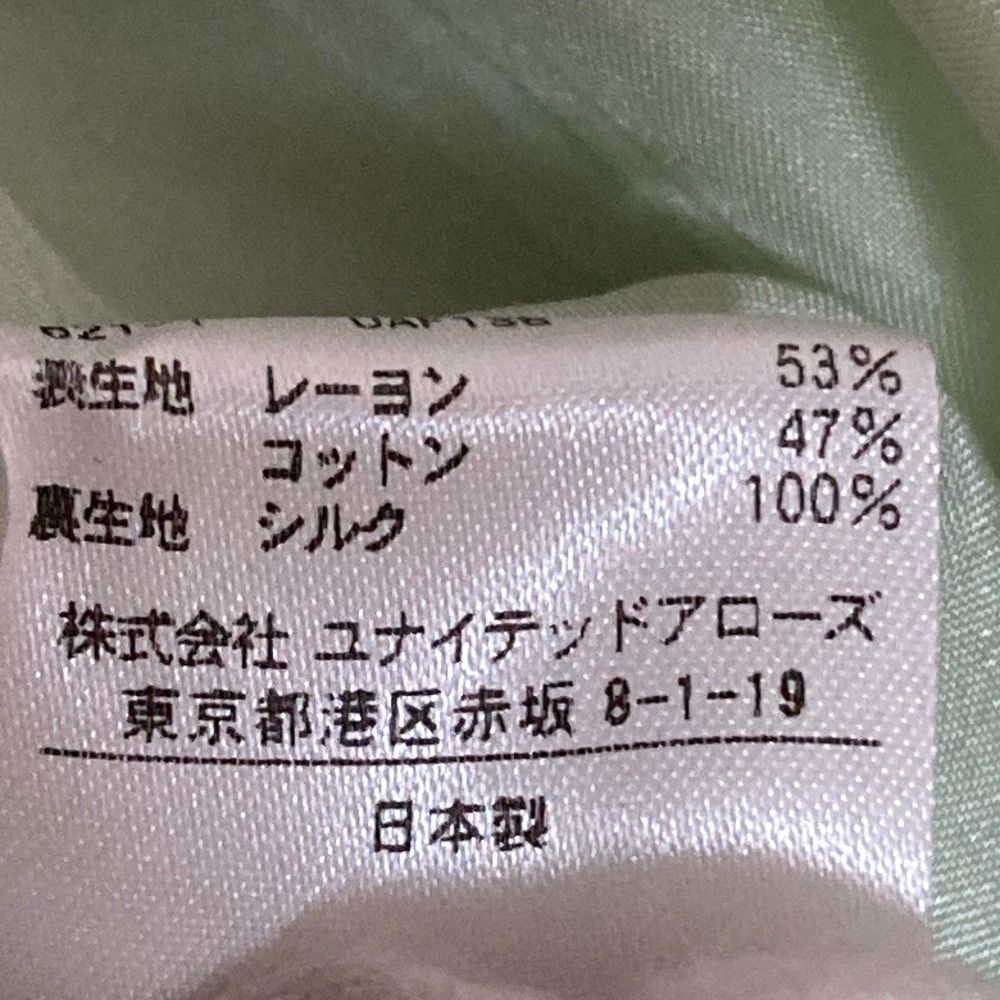 表生地 レーヨン 53%
コットン 47%
裏生地 シルク 100%
株式会社 ユナイテッドアローズ
東京都港区赤坂 8-1-19
日本製